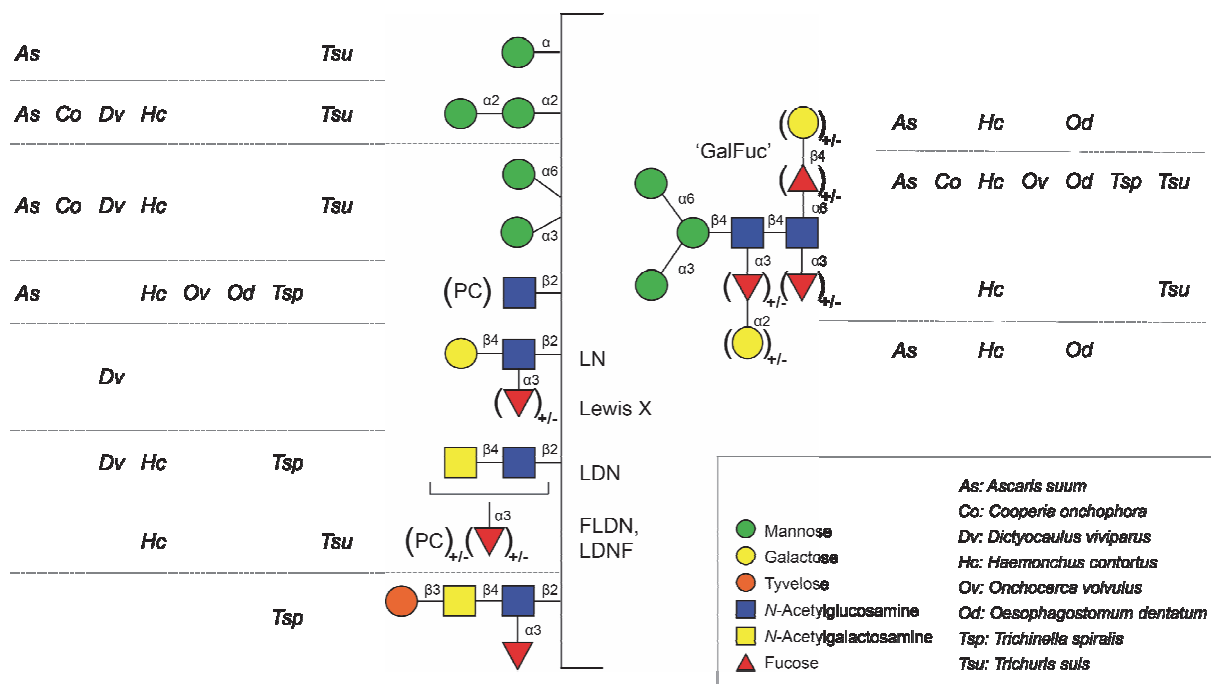 As Tsu
α
As Co Dv Hc Tsu
α2 α2
α6
As Co Dv Hc Tsu
α3
As Hc Ov Od Tsp
(PC) β2
β4 β2
LN
Dv
α3
( )+/-
Lewis X
Dv Hc Tsp
β4 β2
LDN
α3
Hc Tsu
(PC)+/- ( )+/-
FLDN,
LDNF
β3 β4 β2
Tsp
α3
( )+/-
As Hc Od
'GalFuc'
β4
( )+/-
As Co Hc Ov Od Tsp Tsu
α6
β4 β4
α3
α3 α3
( )+/- ( )+/-
Hc Tsu
α2
( )+/-
As Hc Od
Mannose
Galactose
Tyvelose
N-Acetylglucosamine
N-Acetylgalactosamine
Fucose
As: Ascaris suum
Co: Cooperia onchophora
Dv: Dictyocaulus viviparus
Hc: Haemonchus contortus
Ov: Onchocerca volvulus
Od: Oesophagostomum dentatum
Tsp: Trichinella spiralis
Tsu: Trichuris suis